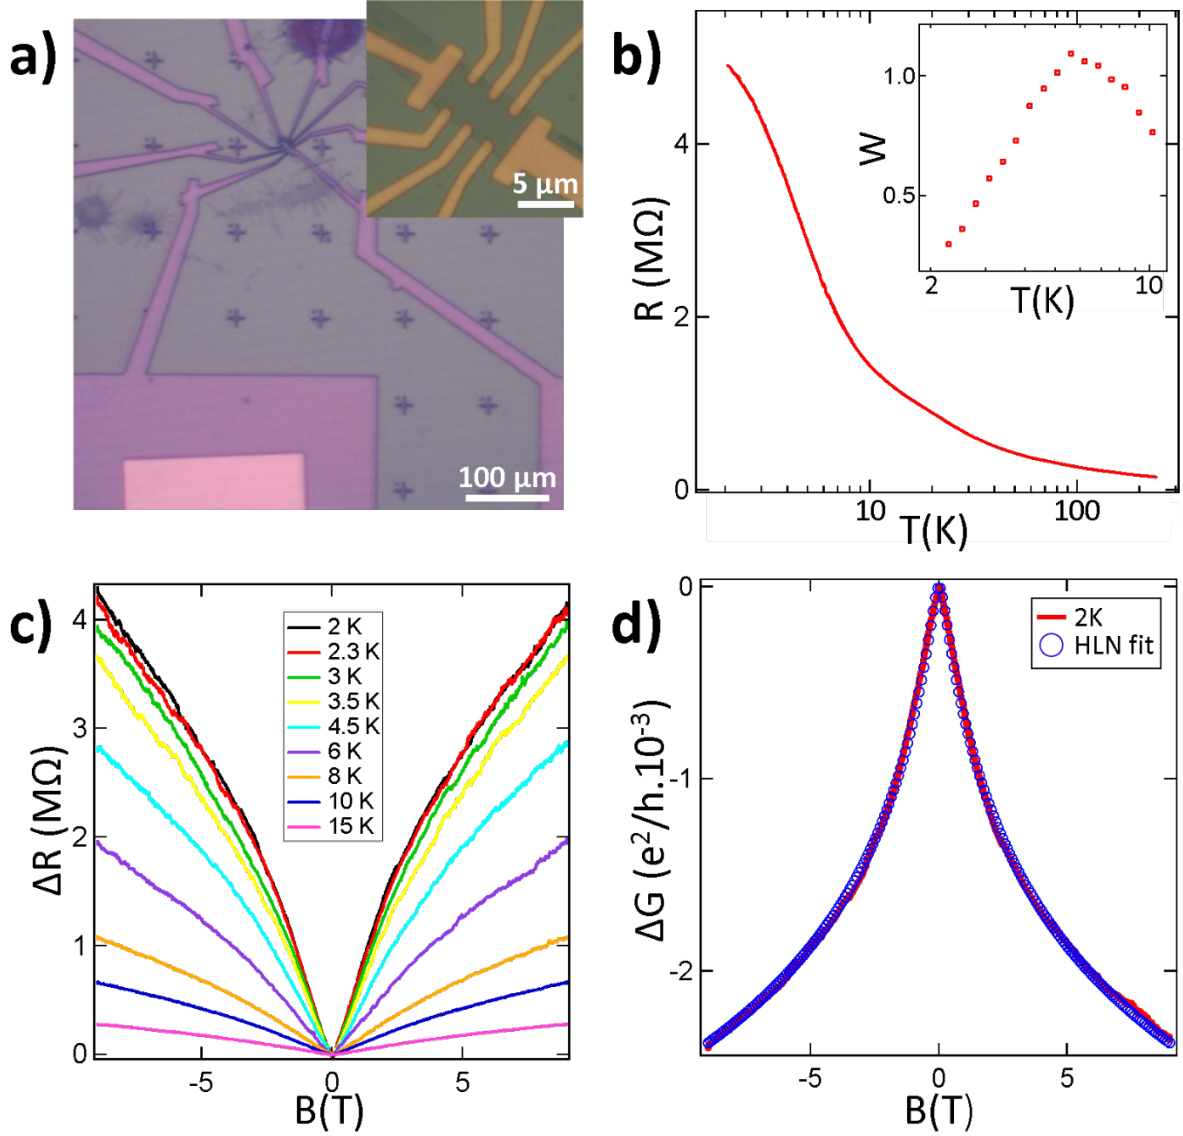 a)
5 μm
100 μm
b)
R (MΩ)
4
2
0
10
100
T(K)
W
1.0
0.5
2
10
T(K)
c)
ΔR (MΩ)
4
3
2
1
0
-5
0
5
B(T)
2 K
2.3 K
3 K
3.5 K
4.5 K
6 K
8 K
10 K
15 K
d)
ΔG (e²/h.10⁻³)
0
-1
-2
-5
0
5
B(T)
2K
HLN fit